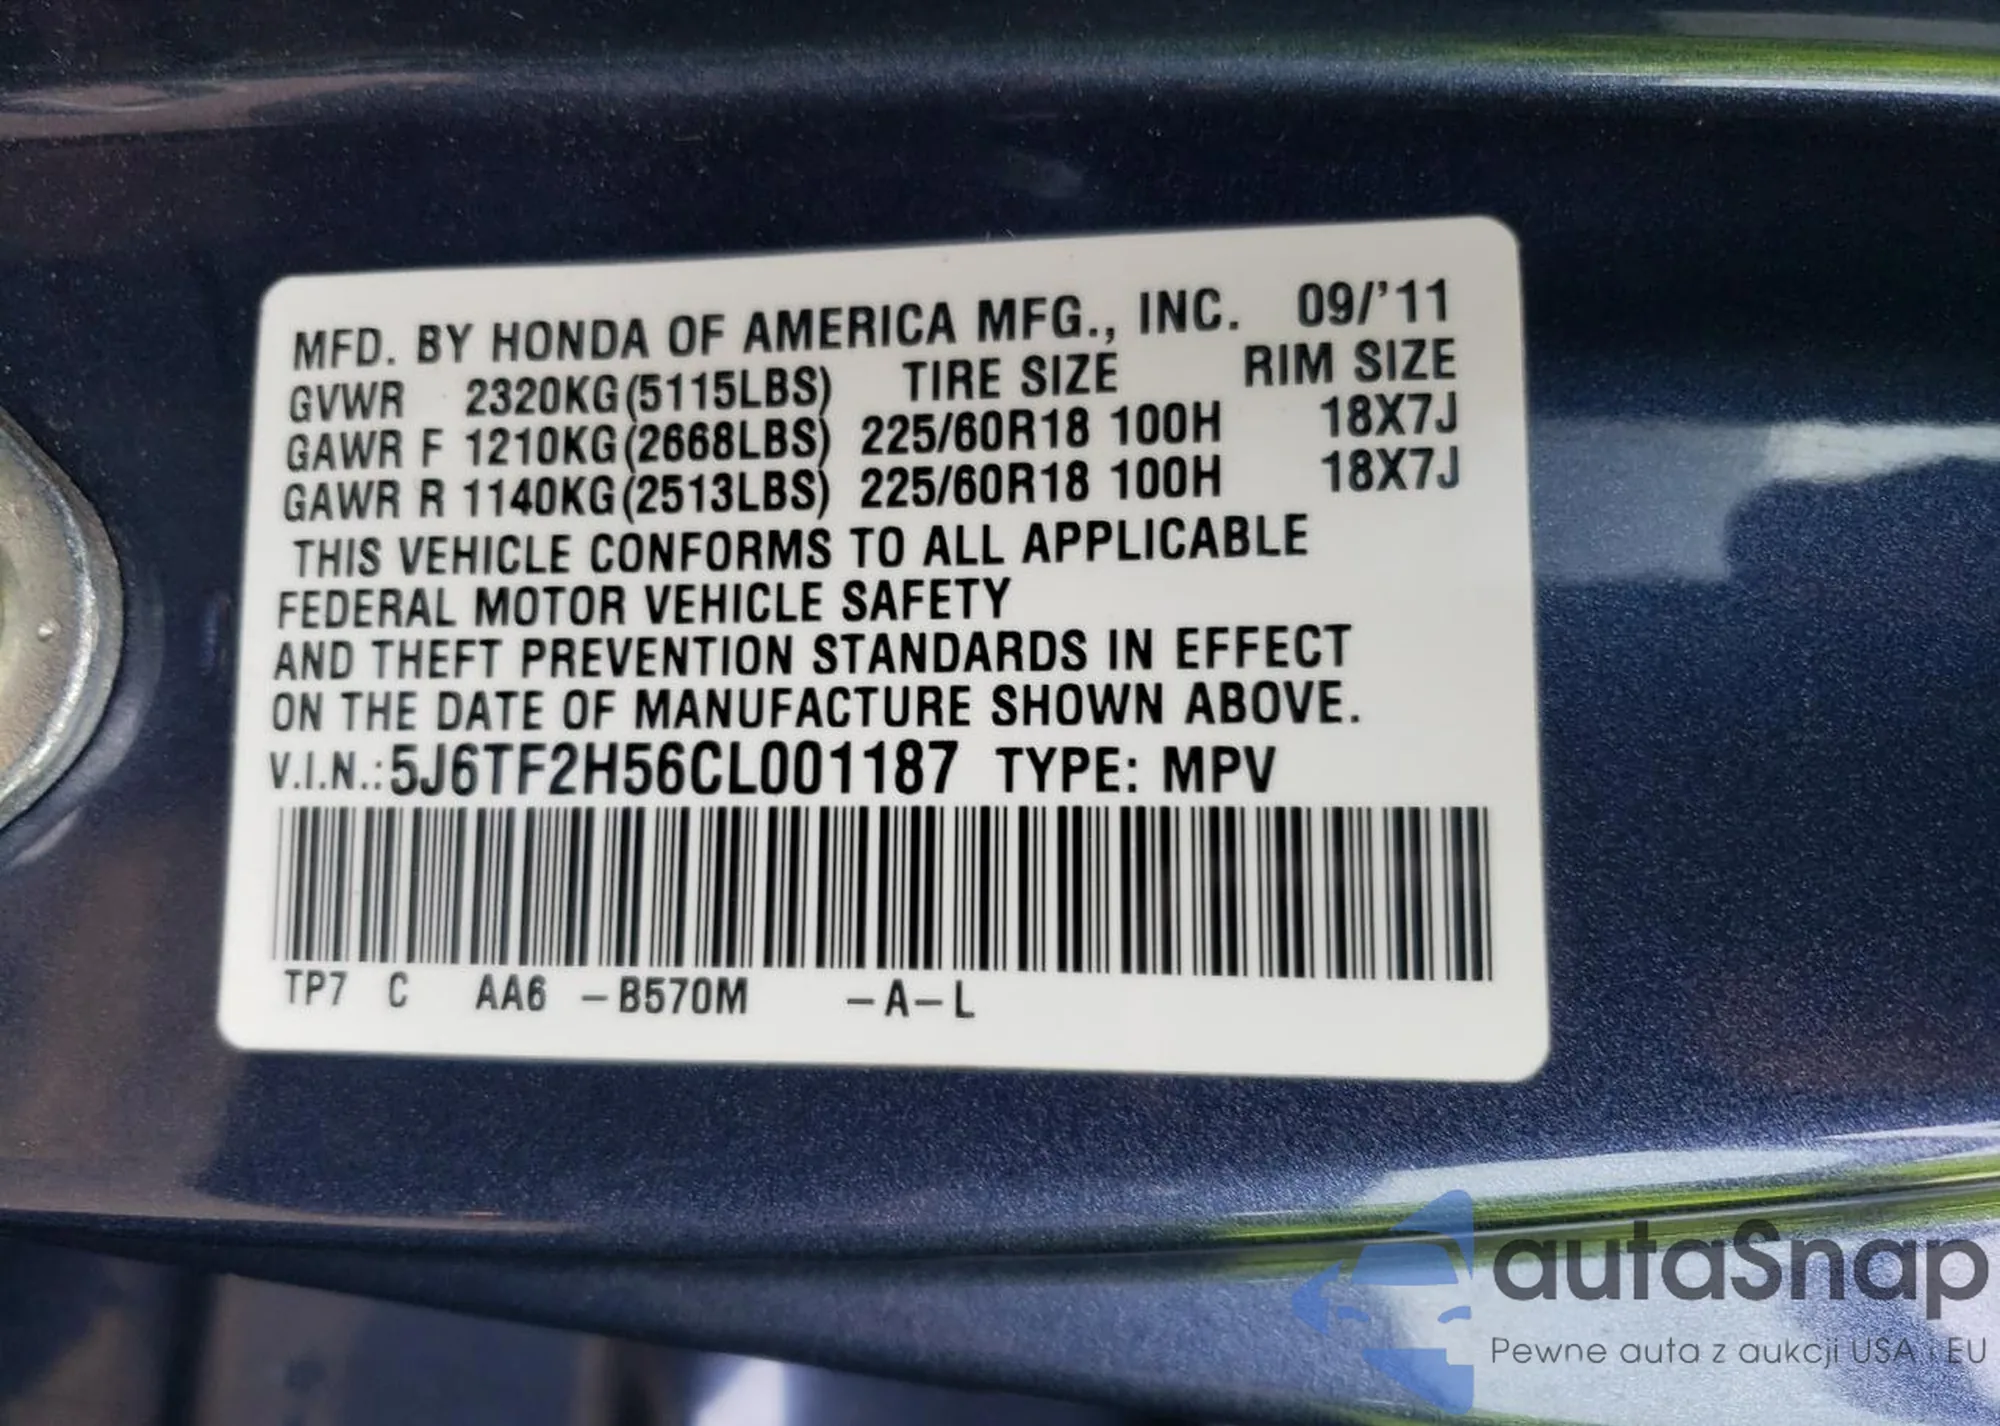 MFD. BY HONDA OF AMERICA MFG., INC. 09/'11
GVWR 2320KG(5115LBS) TIRE SIZE RIM SIZE
GAWR F 1210KG(2668LBS) 225/60R18 100H 18X7J
GAWR R 1140KG(2513LBS) 225/60R18 100H 18X7J
THIS VEHICLE CONFORMS TO ALL APPLICABLE
FEDERAL MOTOR VEHICLE SAFETY
AND THEFT PREVENTION STANDARDS IN EFFECT
ON THE DATE OF MANUFACTURE SHOWN ABOVE.
V.I.N.:5J6TF2H56CL001187 TYPE: MPV
TP7 C AA6 -B570M -A-L
autaSnap
Pewne auta z aukcji USA i EU